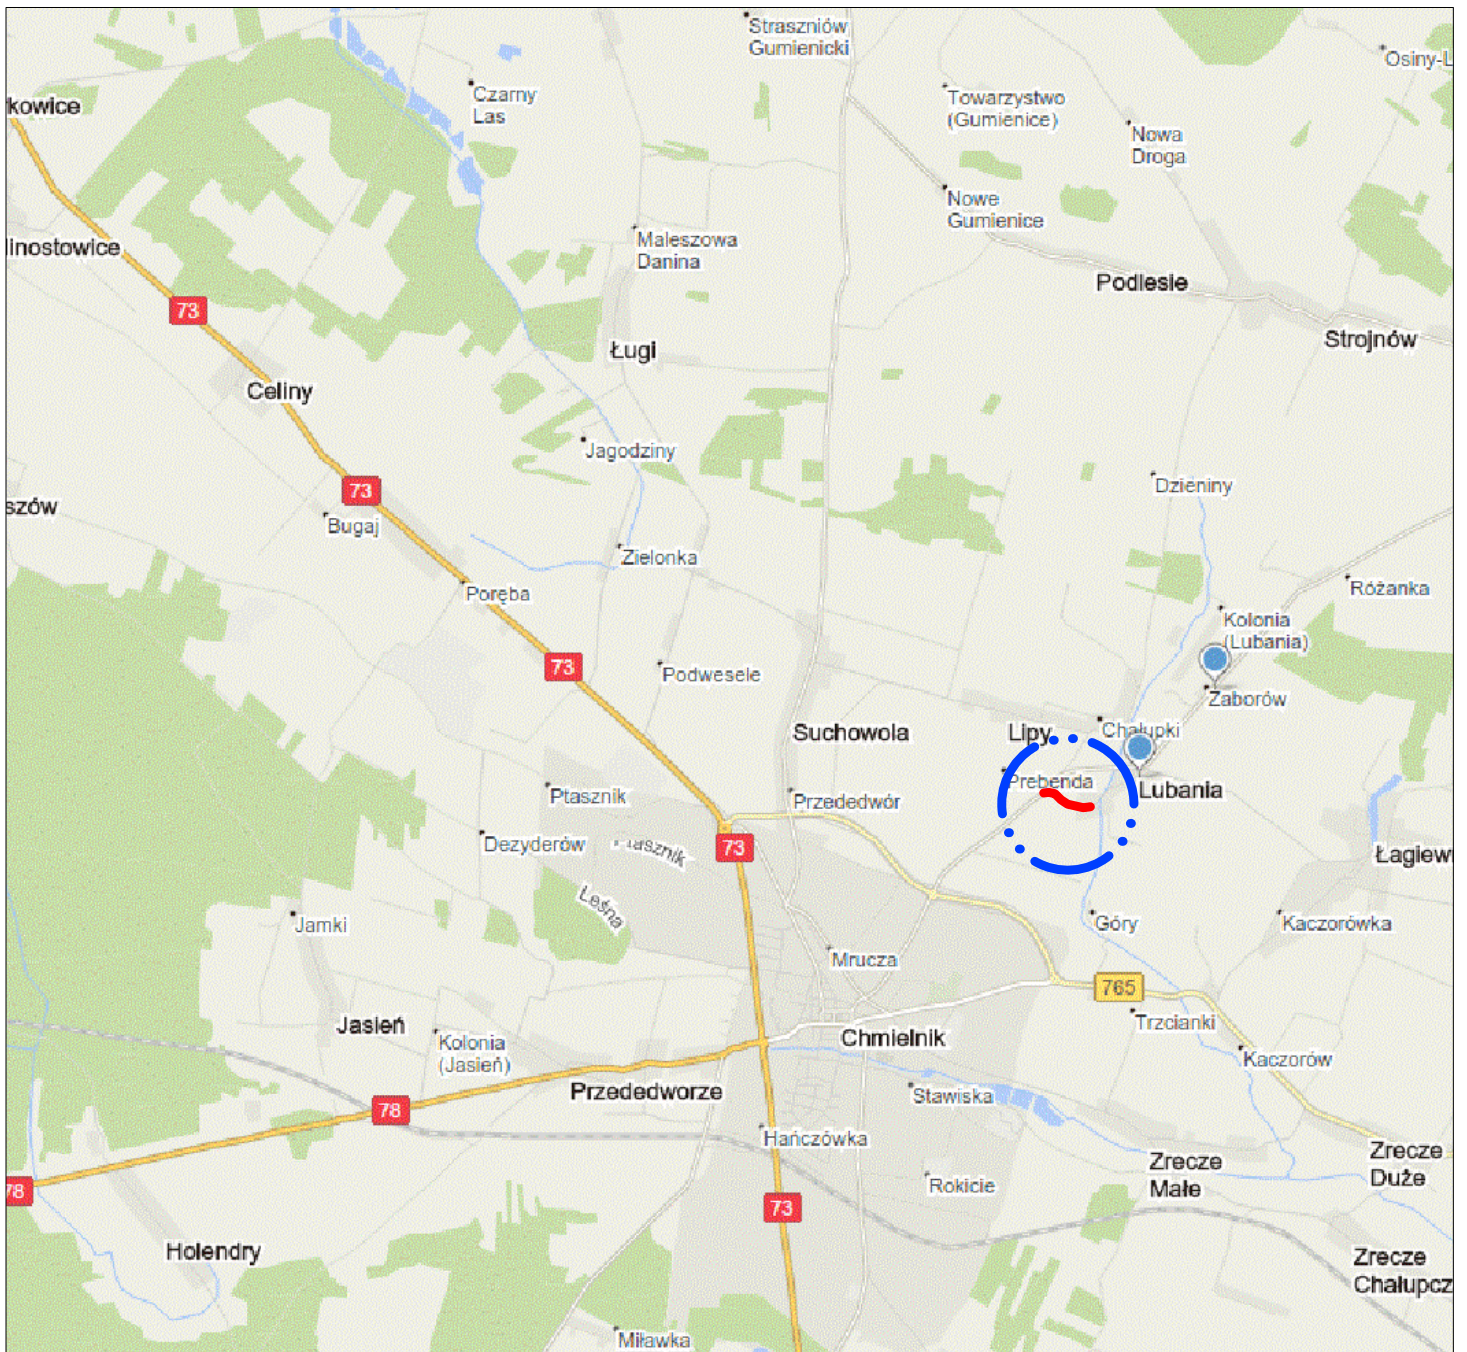 Straszniów
Gumienicki
Osiny-L
Czarny
Las
Towarzystwo
(Gumienice)
kowice
Nowa
Droga
Nowe
Gumienice
Maleszowa
Danina
linostowice
Podlesie
73
Strojnów
Ługi
Celiny
Jagodziny
Dzieniny
73
szów
Bugaj
Zielonka
Różanka
Poręba
Kolonia
(Lubania)
73
Podwesele
Zaborów
Suchowola
Lipy
Chałupki
Prebenda
Lubania
Ptasznik
Przededwór
Dezyderów
73
Łagiew
Leśna
Jamki
Góry
Kaczorówka
Mrucza
765
Jasień
Trzcianki
Chmielnik
Kolonia
(Jasień)
Kaczorów
Przededworze
Stawiska
78
Hańczówka
Zrecze
Duże
Zrecze
Małe
Rokicie
78
73
Holendry
Zrecze
Chałupcz
Miławka